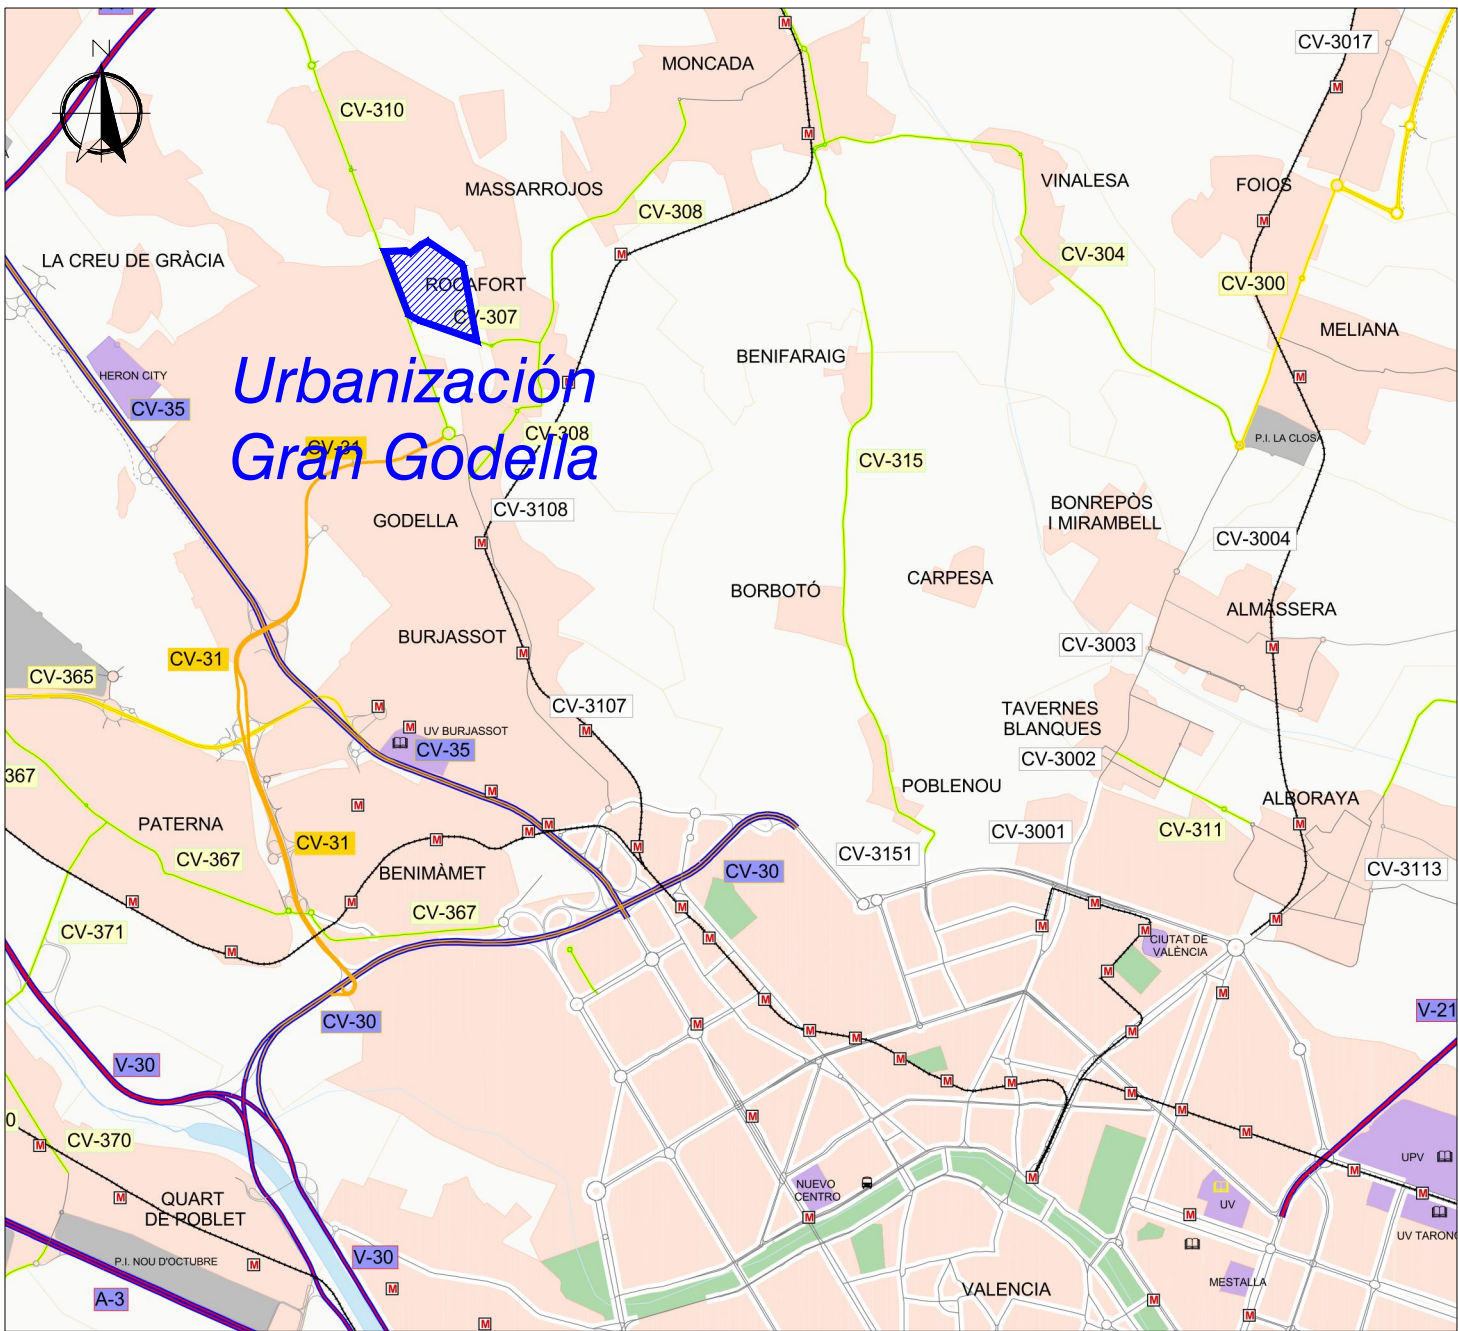 N
MONCADA
CV-3017
CV-310
MASSARROJOS
VINALESA
FOIOS
CV-308
LA CREU DE GRÀCIA
CV-304
ROCAFORT
CV-300
CV-307
MELIANA
BENIFARAIG
HERON CITY
Urbanización
Gran Godella
CV-35
CV-31
CV-308
P.I. LA CLOSA
CV-315
CV-3108
BONREPÒS
I MIRAMBELL
GODELLA
CV-3004
CARPESA
BORBOTÓ
ALMÀSSERA
BURJASSOT
CV-3003
CV-31
CV-365
CV-3107
TAVERNES
BLANQUES
UV BURJASSOT
CV-35
CV-3002
367
POBLENOU
ALBORAYA
PATERNA
CV-3001
CV-311
CV-31
CV-367
CV-3151
BENIMÀMET
CV-30
CV-3113
CV-367
CV-371
CIUTAT DE
VALÈNCIA
CV-30
V-21
V-30
0
CV-370
UPV
NUEVO
CENTRO
QUART
DE POBLET
UV
UV TARONG
P.I. NOU D'OCTUBRE
V-30
MESTALLA
VALENCIA
A-3